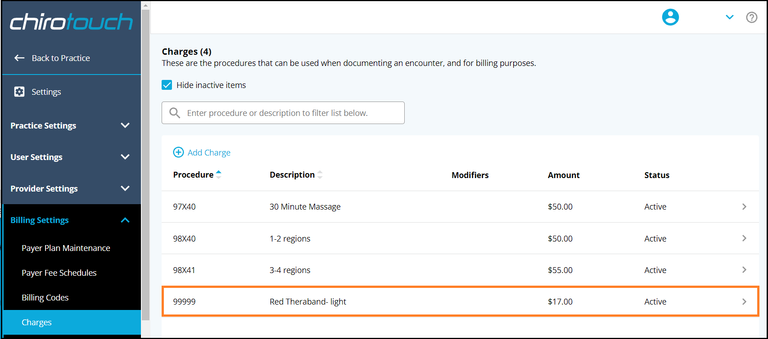 chirotouch
Back to Practice
Settings
Practice Settings
User Settings
Provider Settings
Billing Settings
Payer Plan Maintenance
Payer Fee Schedules
Billing Codes
Charges
Charges (4)
These are the procedures that can be used when documenting an encounter, and for billing purposes.
Hide inactive items
Enter procedure or description to filter list below.
Add Charge
Procedure Description Modifiers Amount Status
97X40 30 Minute Massage $50.00 Active
98X40 1-2 regions $50.00 Active
98X41 3-4 regions $55.00 Active
99999 Red Theraband- light $17.00 Active